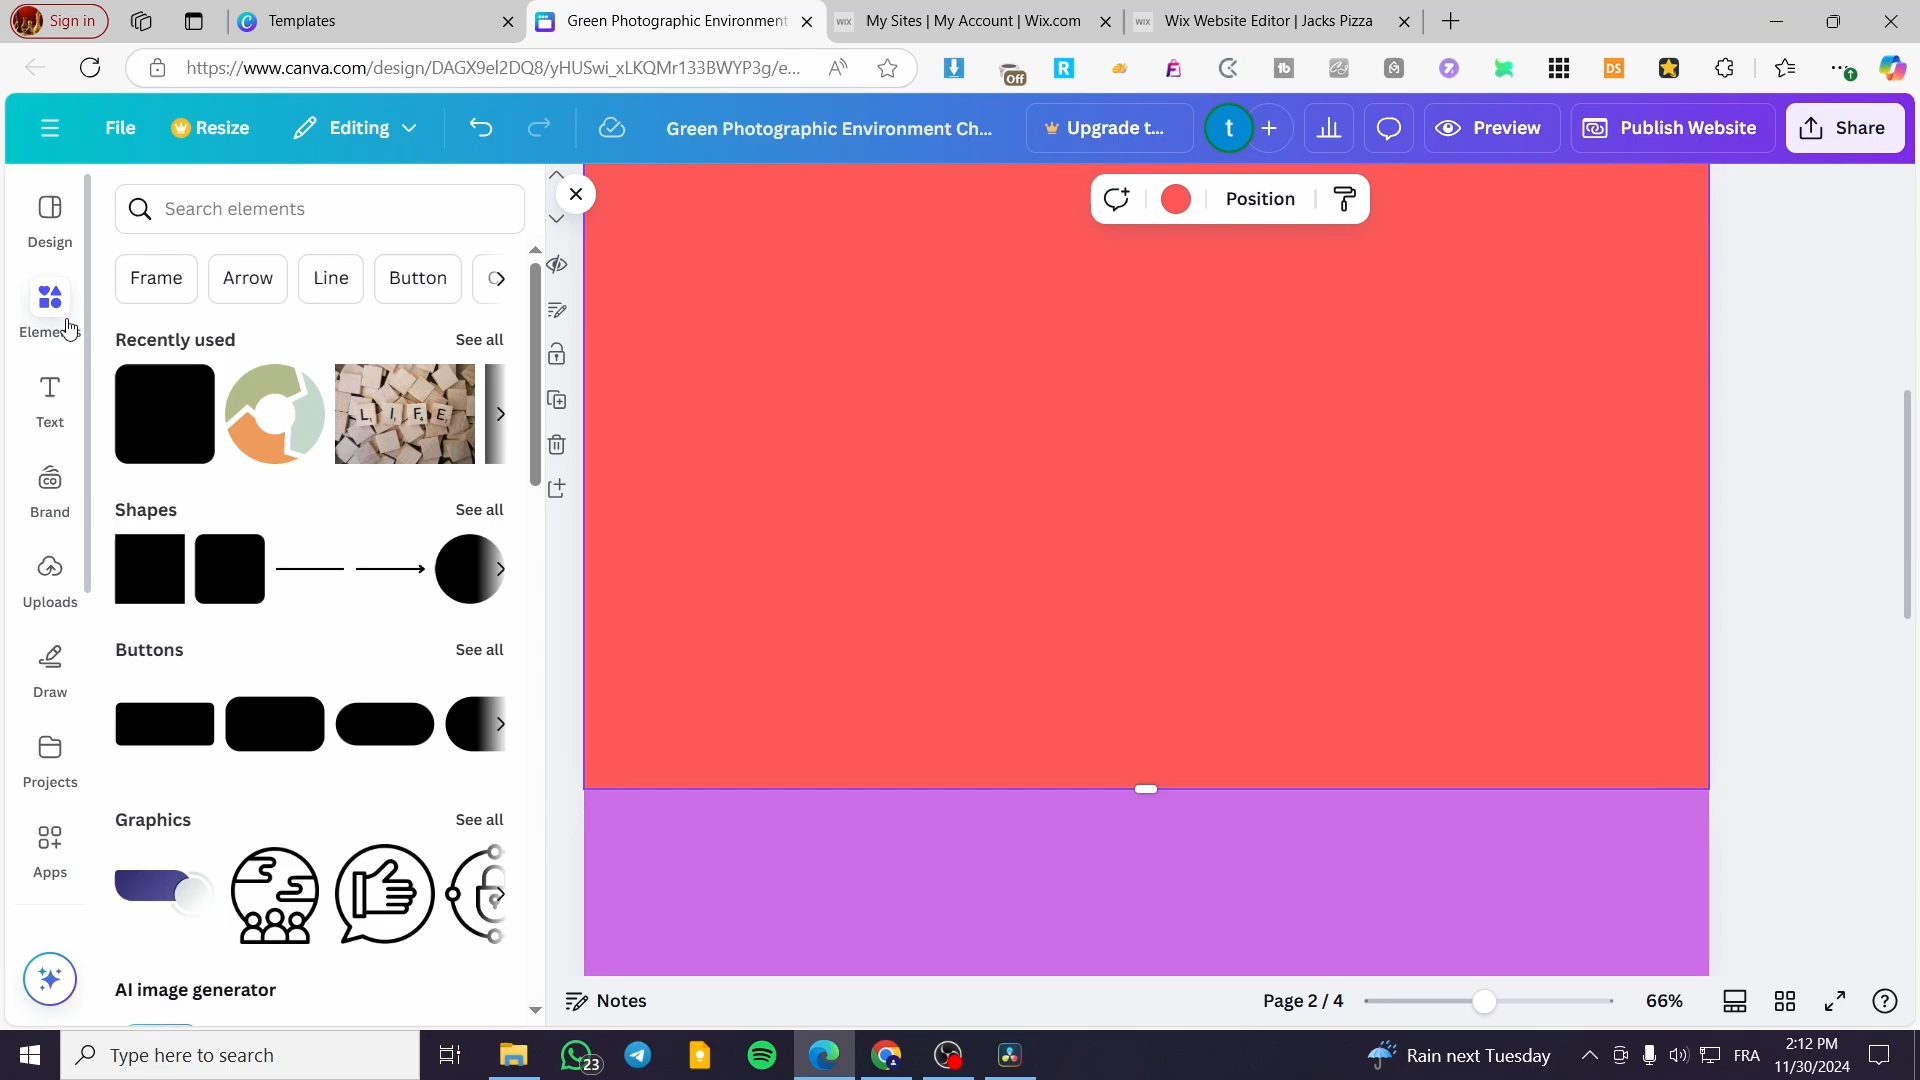 Sign in
Templates
Green Photographic Environment
My Sites | My Account | Wix.com
Wix Website Editor | Jacks Pizza
https://www.canva.com/design/DAGX9el2DQ8/yHUSwi_xLKQMr133BWYP3g/e...
Off
File
Resize
Editing
Green Photographic Environment Ch...
Upgrade t...
t
Preview
Publish Website
Share
Design
Elements
Text
Brand
Uploads
Draw
Projects
Apps
Search elements
Frame
Arrow
Line
Button
Recently used
See all
LIFE
Shapes
See all
Buttons
See all
Graphics
See all
AI image generator
Position
Notes
Page 2 / 4
66%
Type here to search
23
Rain next Tuesday
FRA
2:12 PM
11/30/2024